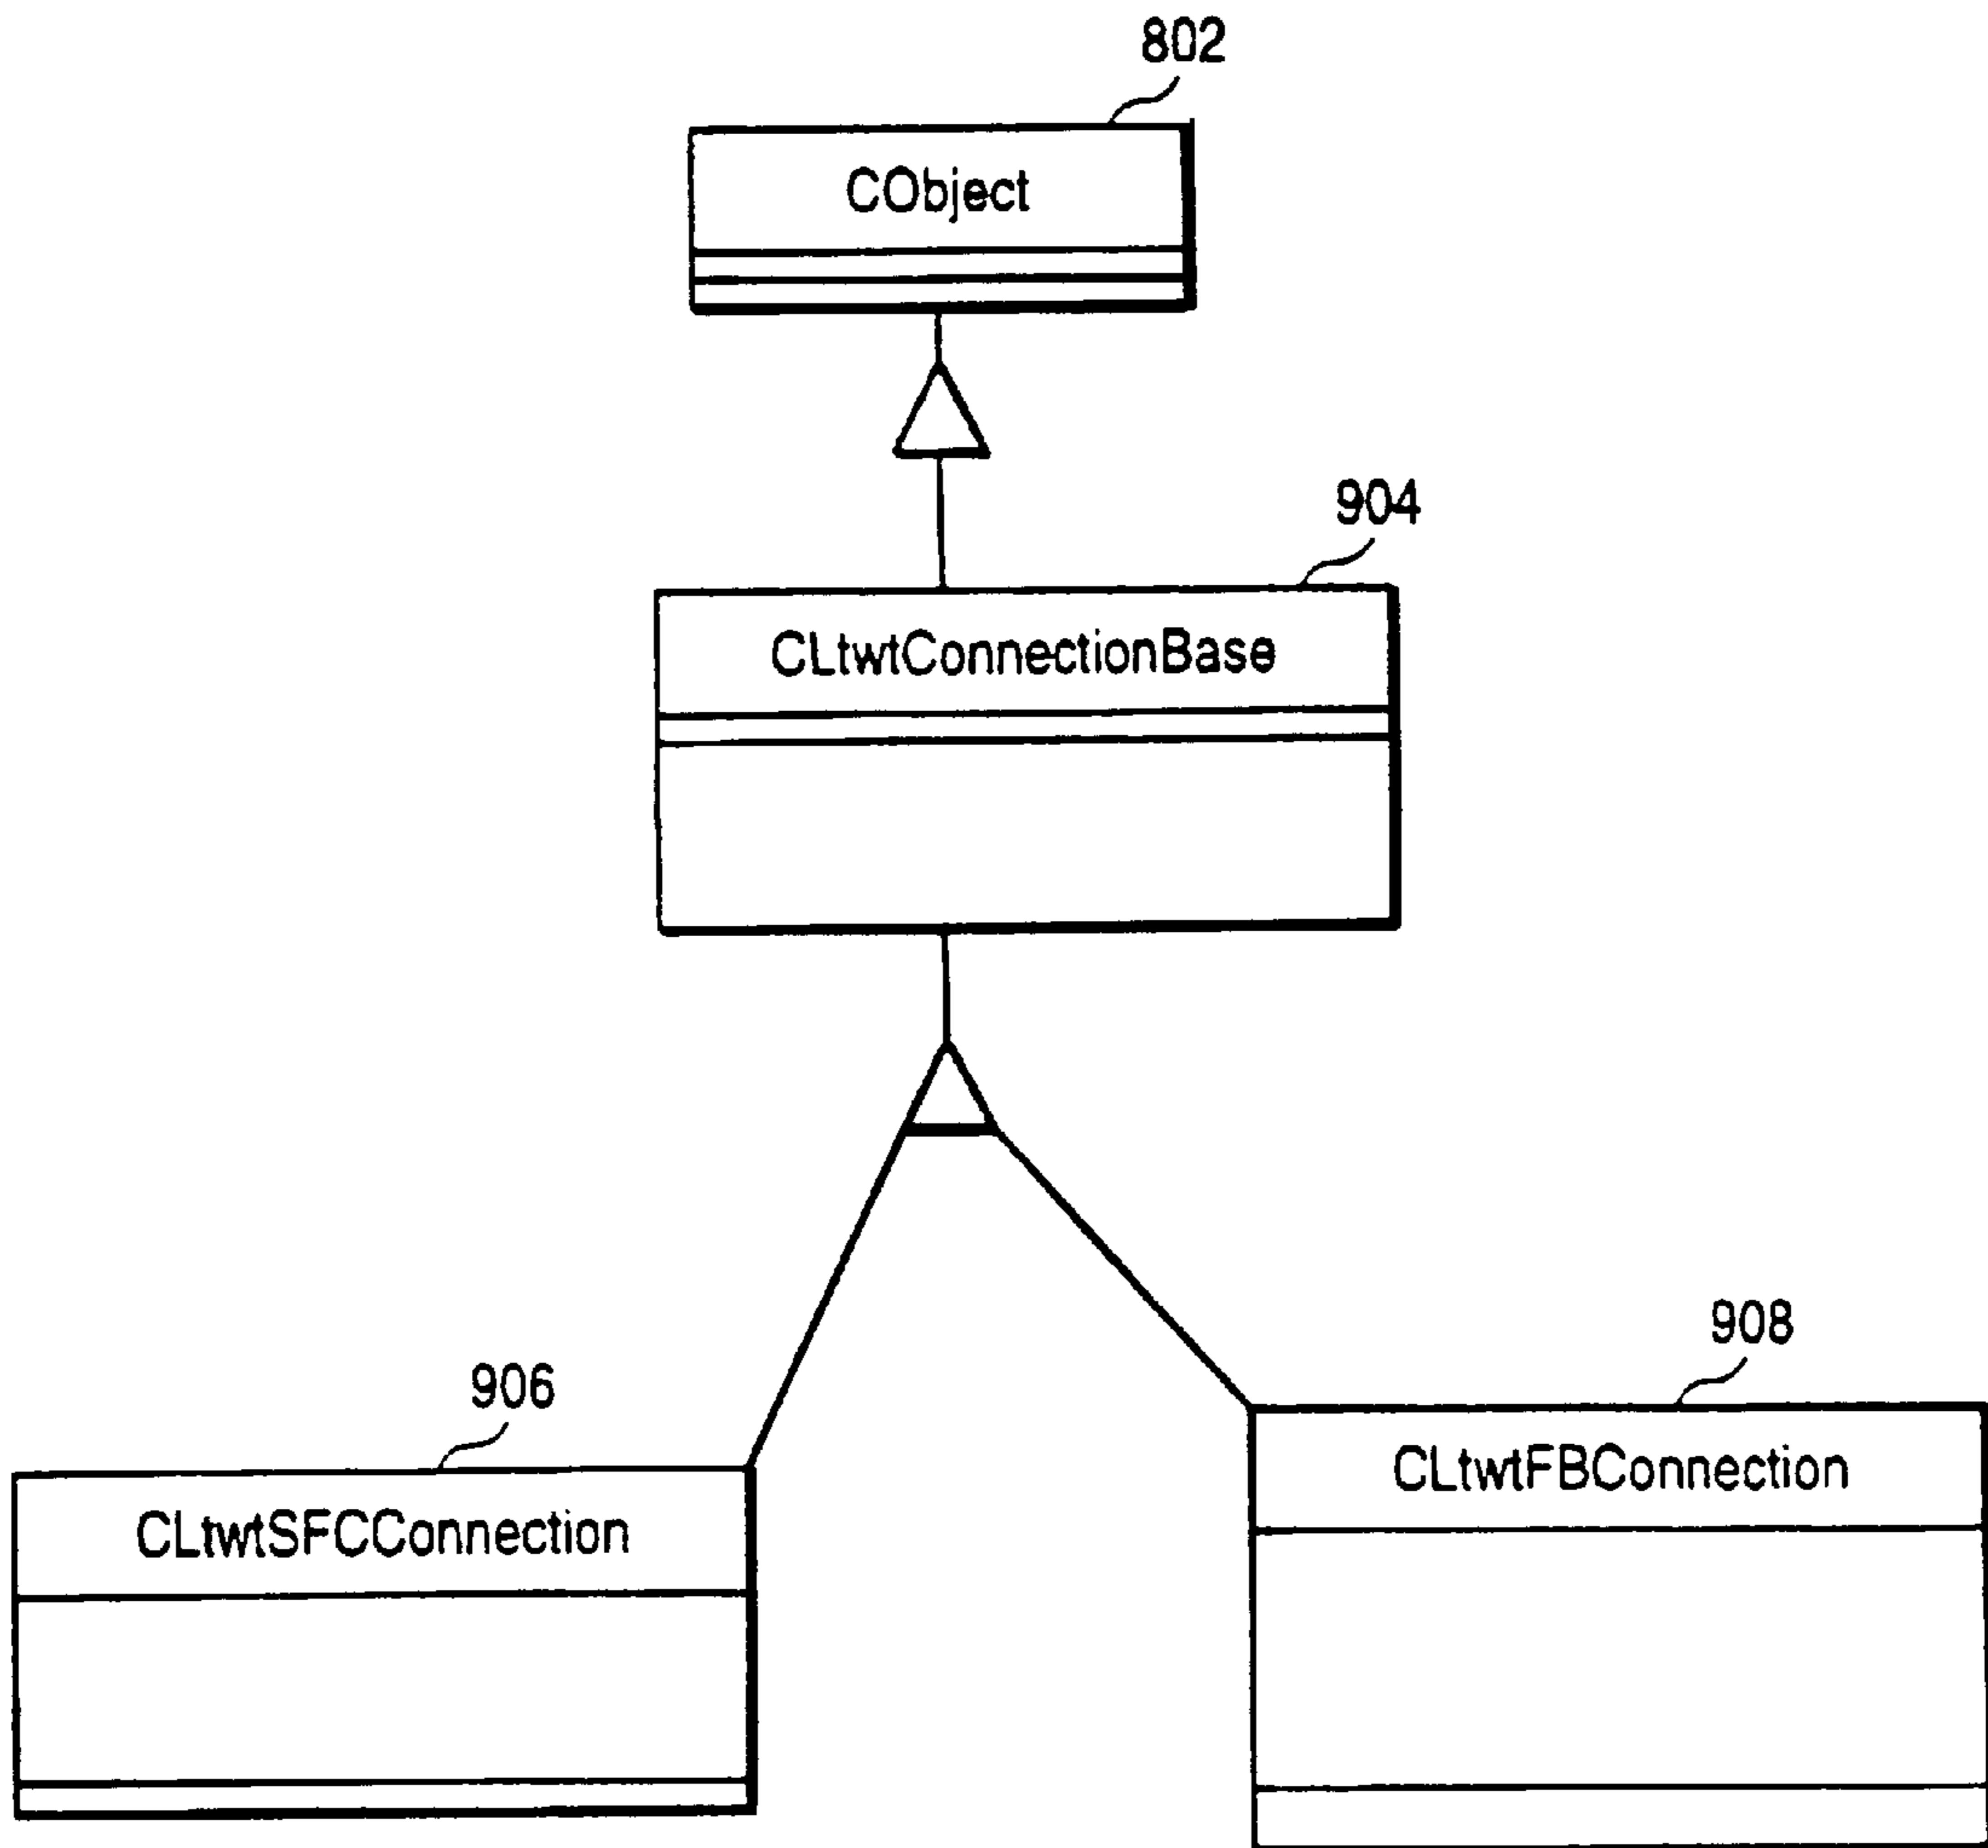 802
CObject
904
CLtwtConnectionBase
908
906
CLtwtFBConnection
CLtwtSFCConnection